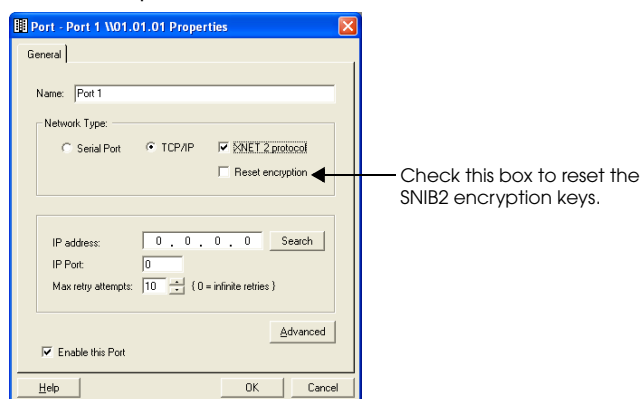 Port - Port 1 \\01.01.01 Properties
General
Name: Port 1
Network Type:
Serial Port TCP/IP XNET 2 protocol
Reset encryption
Check this box to reset the
SNIB2 encryption keys.
IP address: 0 . 0 . 0 . 0 Search
IP Port: 0
Max retry attempts: 10 { 0 = infinite retries }
Advanced
Enable this Port
Help OK Cancel